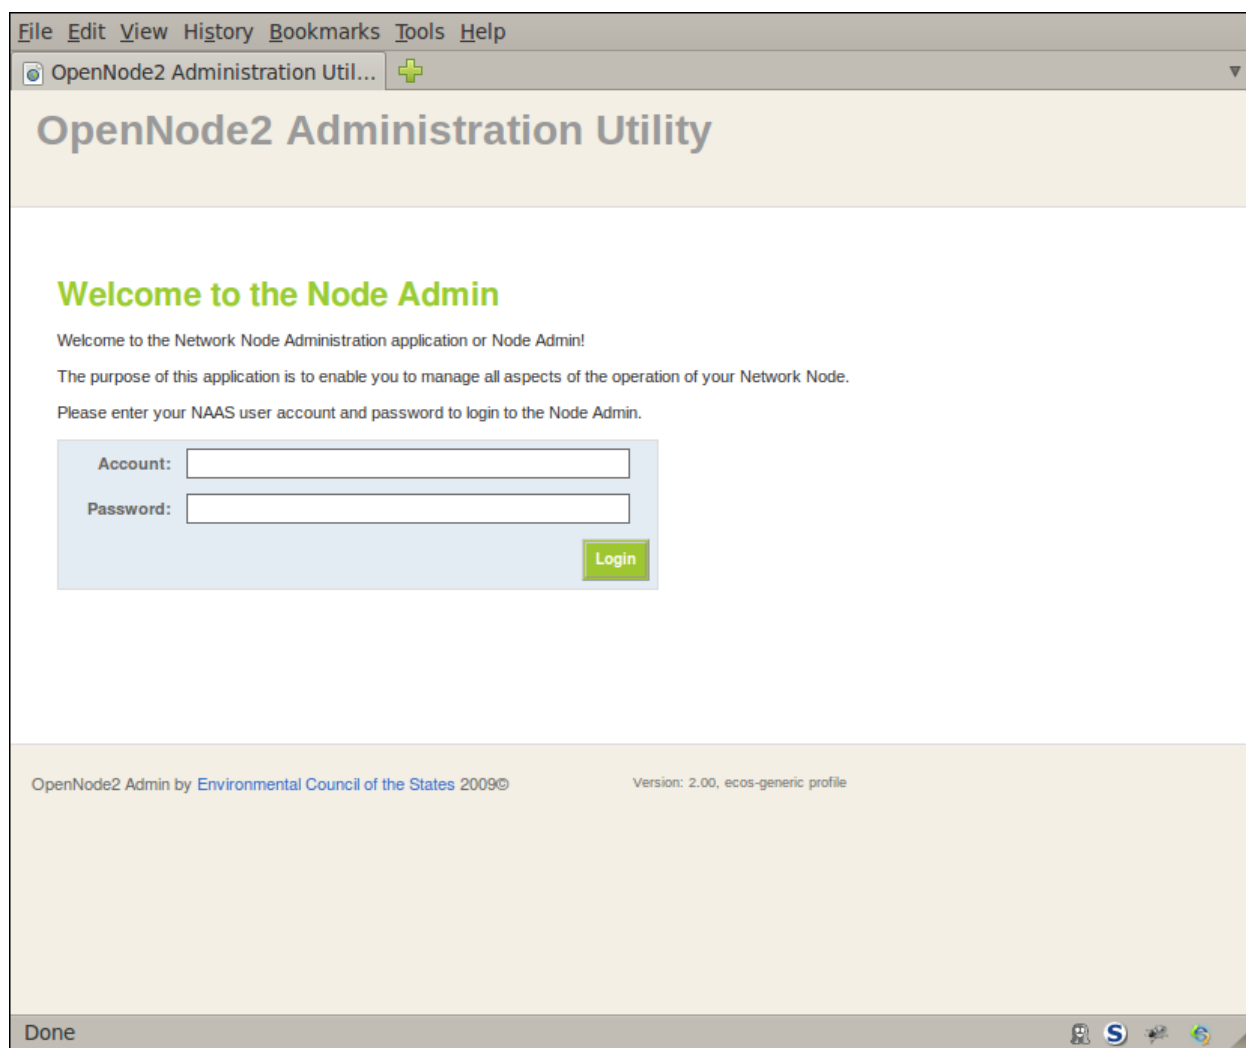 File Edit View History Bookmarks Tools Help
OpenNode2 Administration Util...
OpenNode2 Administration Utility
Welcome to the Node Admin
Welcome to the Network Node Administration application or Node Admin!
The purpose of this application is to enable you to manage all aspects of the operation of your Network Node.
Please enter your NAAS user account and password to login to the Node Admin.
Account:
Password:
Login
OpenNode2 Admin by Environmental Council of the States 2009© Version: 2.00, ecos-generic profile
Done S